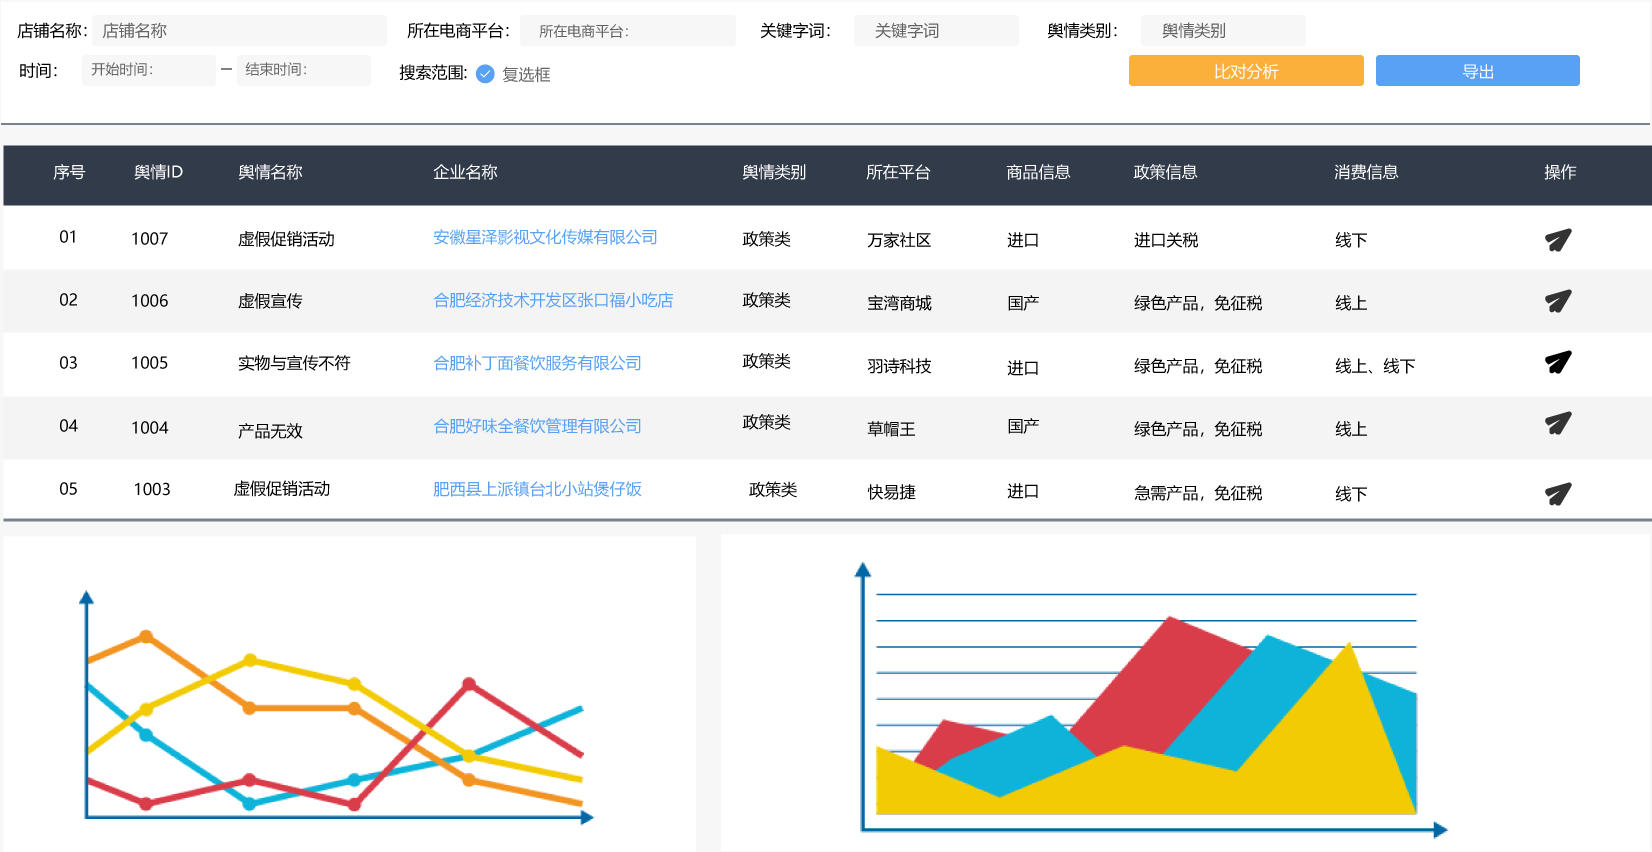 店铺名称： 店铺名称 所在电商平台： 所在电商平台： 关键字词： 关键字词 舆情类别： 舆情类别
时间： 开始时间： — 结束时间： 搜索范围： 复选框 比对分析 导出
序号 舆情ID 舆情名称 企业名称 舆情类别 所在平台 商品信息 政策信息 消费信息 操作
01 1007 虚假促销活动 安徽星泽影视文化传媒有限公司 政策类 万家社区 进口 进口关税 线下
02 1006 虚假宣传 合肥经济技术开发区张口福小吃店 政策类 宝湾商城 国产 绿色产品，免征税 线上
03 1005 实物与宣传不符 合肥补丁面餐饮服务有限公司 政策类 羽诗科技 进口 绿色产品，免征税 线上、线下
04 1004 产品无效 合肥好味全餐饮管理有限公司 政策类 草帽王 国产 绿色产品，免征税 线上
05 1003 虚假促销活动 肥西县上派镇台北小站煲仔饭 政策类 快易捷 进口 急需产品，免征税 线下